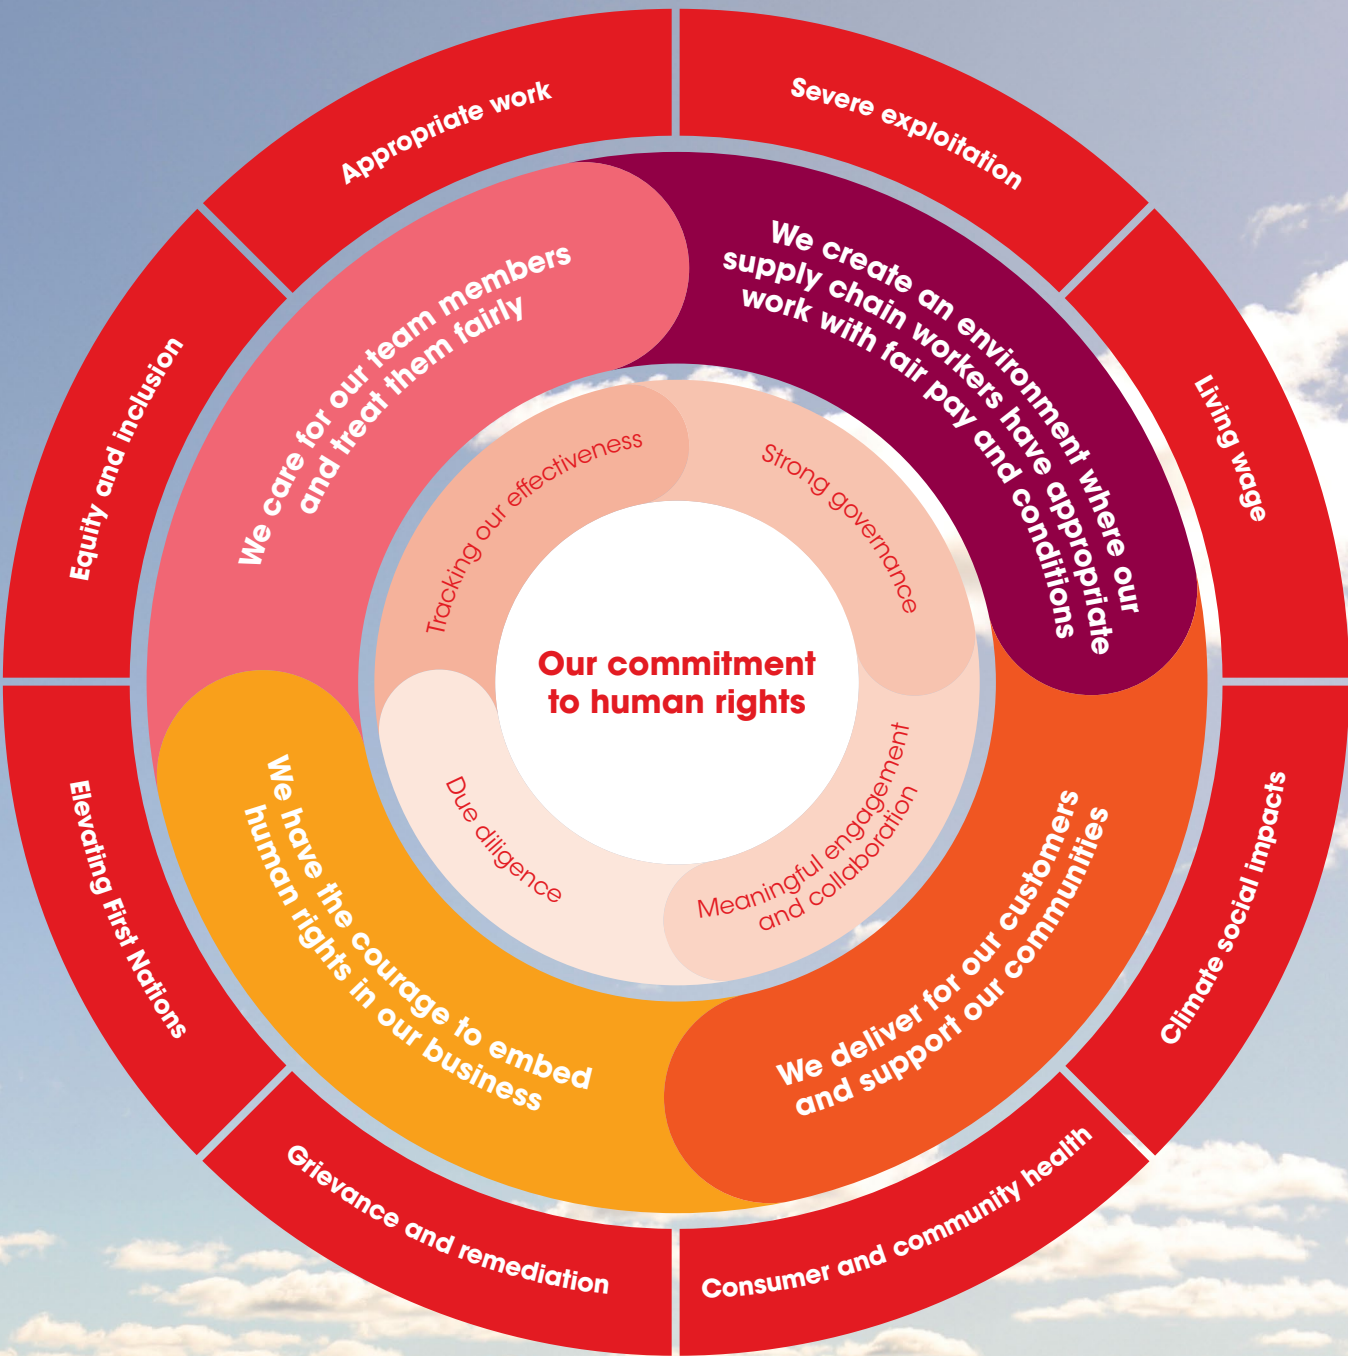 Appropriate work
Severe exploitation
Living wage
Climate social impacts
Consumer and community health
Grievance and remediation
Elevating First Nations
Equity and inclusion
We care for our team members
and treat them fairly
We create an environment where our
supply chain workers have appropriate
work with fair pay and conditions
We deliver for our customers
and support our communities
We have the courage to embed
human rights in our business
Tracking our effectiveness
Strong governance
Meaningful engagement
and collaboration
Due diligence
Our commitment
to human rights